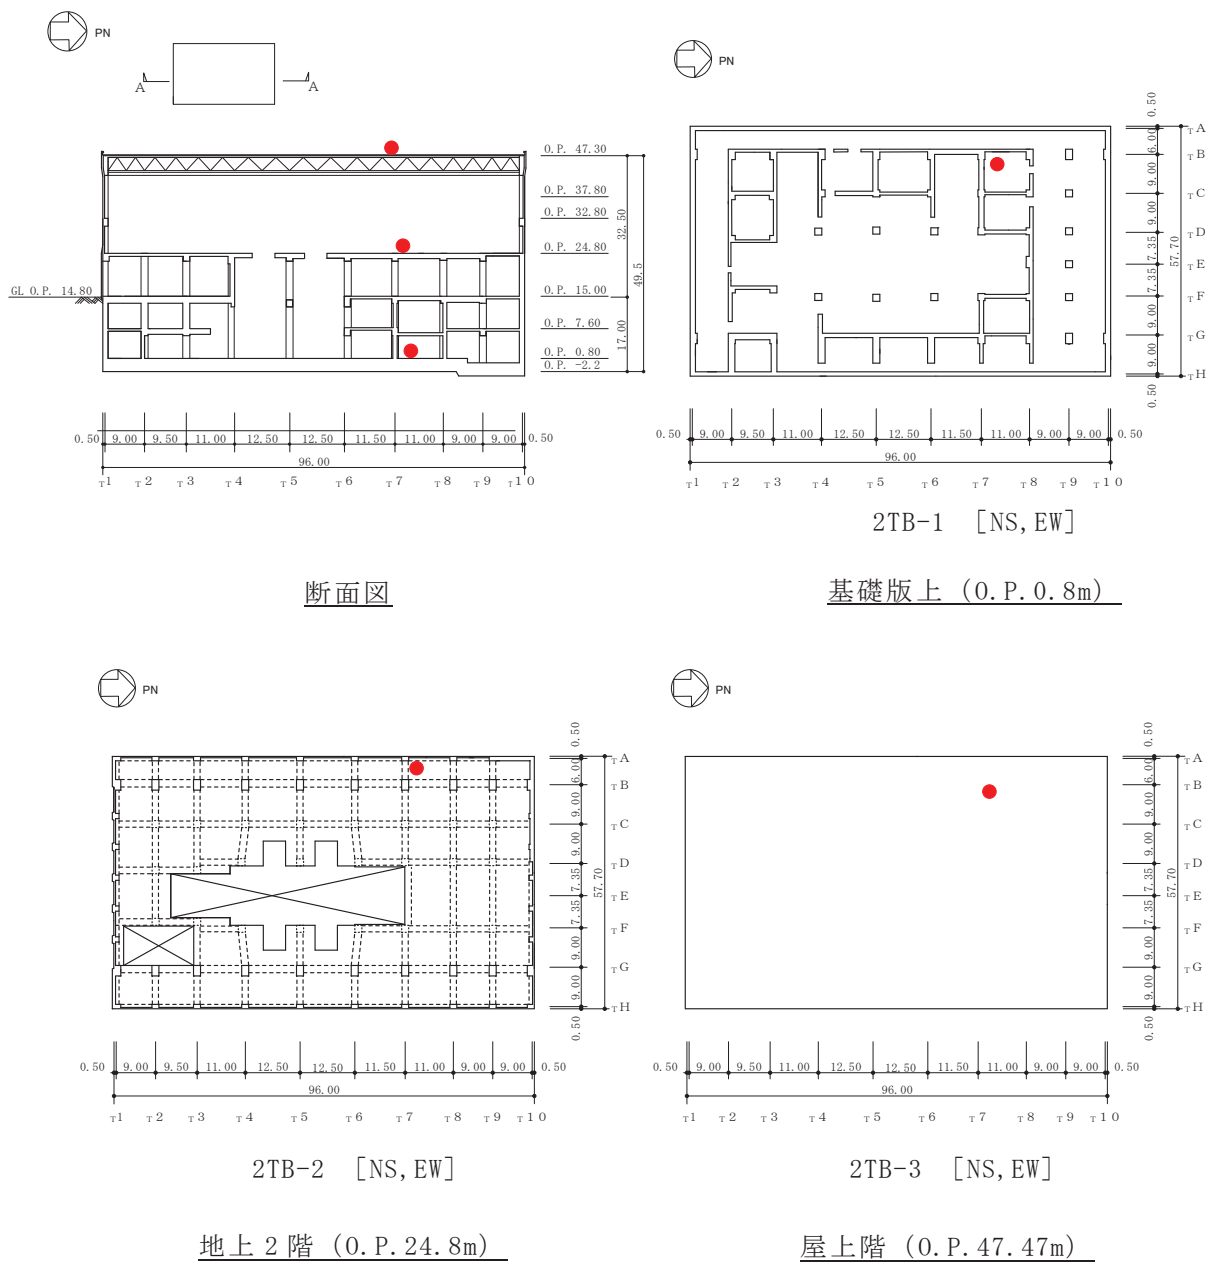 PN
A A
O.P. 47.30
O.P. 37.80
O.P. 32.80
O.P. 24.80
GL O.P. 14.80
O.P. 15.00
O.P. 7.60
O.P. 0.80
O.P. -2.2
32.50
17.00
49.5
0.50 9.00 9.50 11.00 12.50 12.50 11.50 11.00 9.00 9.00 0.50
96.00
T1 T2 T3 T4 T5 T6 T7 T8 T9 T10
断面図
PN
0.50
6.00
9.00
9.00
7.35
7.35
9.00
9.00
0.50
57.70
TA
TB
TC
TD
TE
TF
TG
TH
0.50 9.00 9.50 11.00 12.50 12.50 11.50 11.00 9.00 9.00 0.50
96.00
T1 T2 T3 T4 T5 T6 T7 T8 T9 T10
2TB-1 [NS,EW]
基礎版上 (O.P.0.8m)
PN
0.50
6.00
9.00
9.00
7.35
7.35
9.00
9.00
0.50
57.70
TA
TB
TC
TD
TE
TF
TG
TH
0.50 9.00 9.50 11.00 12.50 12.50 11.50 11.00 9.00 9.00 0.50
96.00
T1 T2 T3 T4 T5 T6 T7 T8 T9 T10
2TB-2 [NS,EW]
地上2階 (O.P.24.8m)
PN
0.50
6.00
9.00
9.00
7.35
7.35
9.00
9.00
0.50
57.70
TA
TB
TC
TD
TE
TF
TG
TH
0.50 9.00 9.50 11.00 12.50 12.50 11.50 11.00 9.00 9.00 0.50
96.00
T1 T2 T3 T4 T5 T6 T7 T8 T9 T10
2TB-3 [NS,EW]
屋上階 (O.P.47.47m)